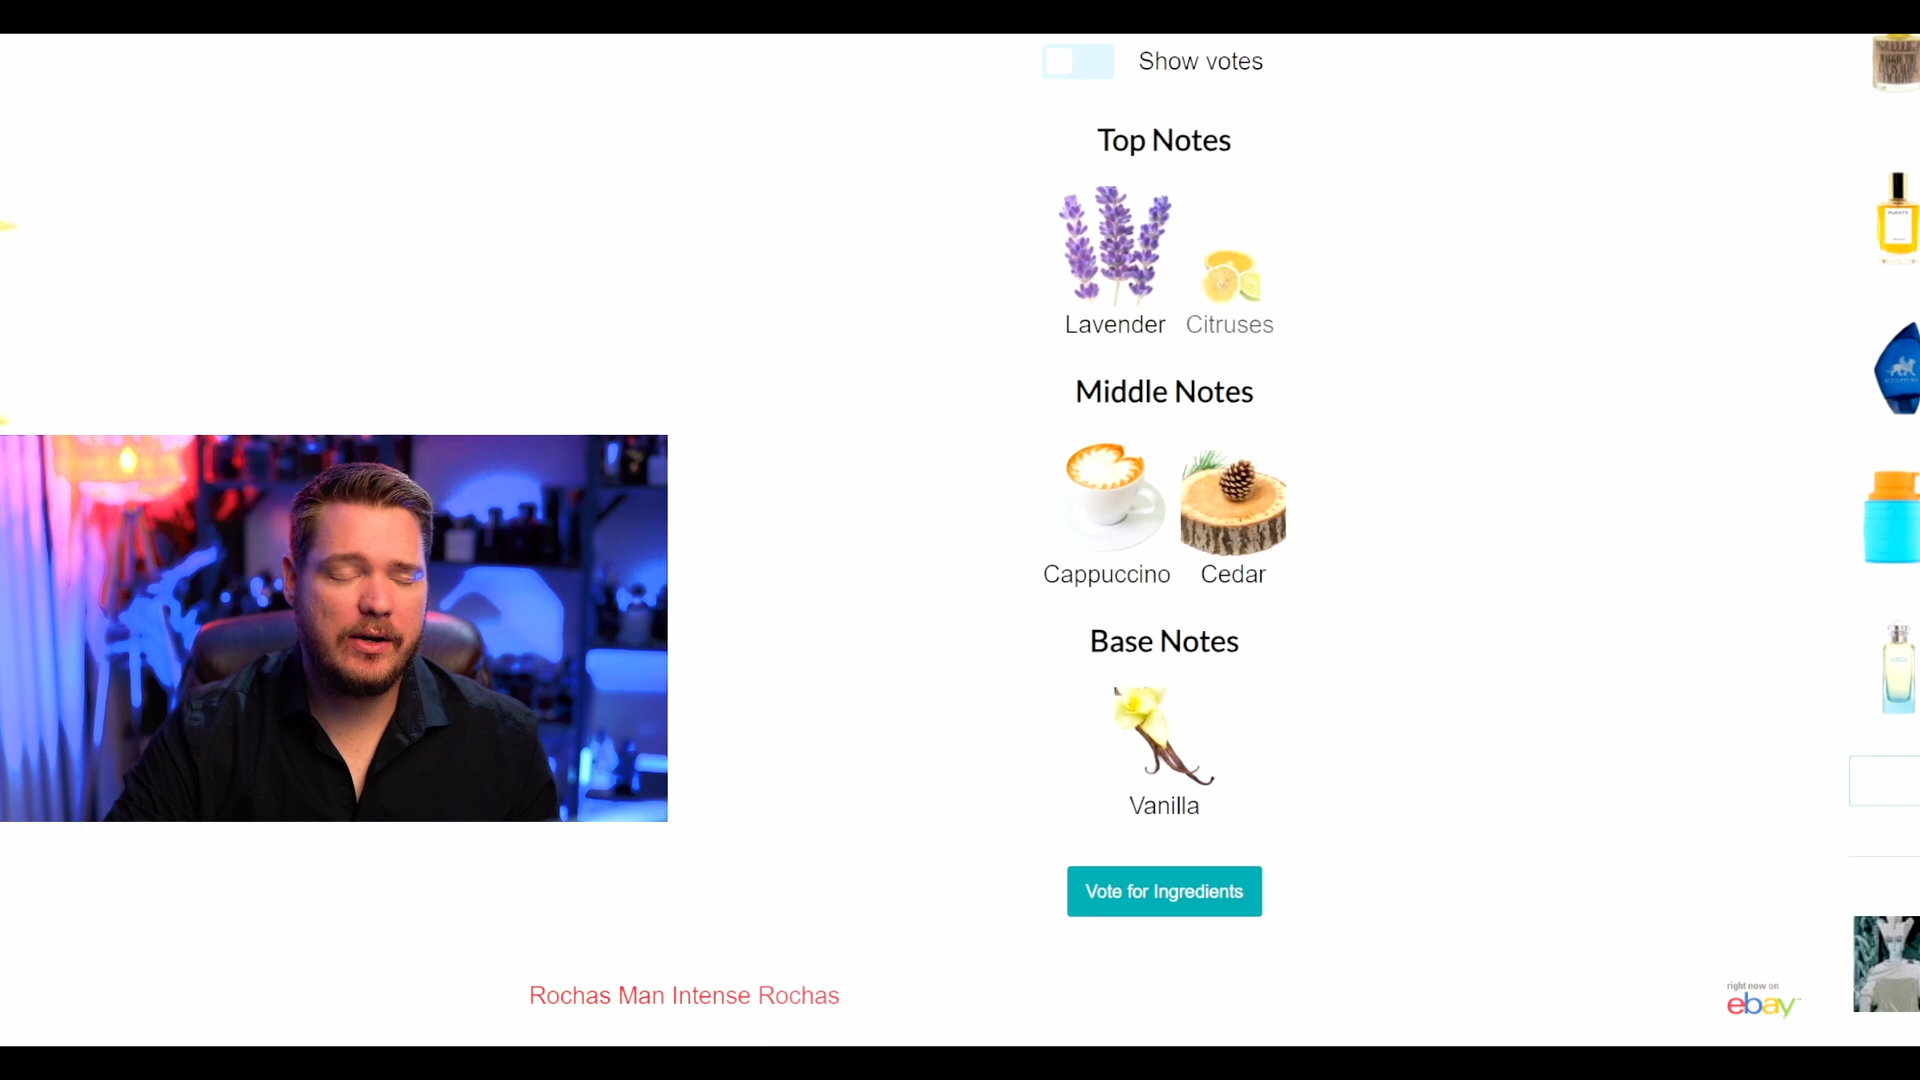 Show votes
Top Notes
Lavender
Citruses
Middle Notes
Cappuccino
Cedar
Base Notes
Vanilla
Vote for Ingredients
Rochas Man Intense Rochas
right now on
ebay